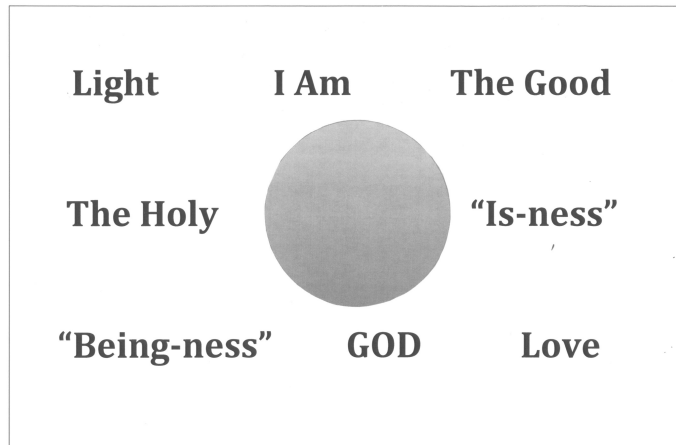 Light I Am The Good
The Holy “Is-ness”
“Being-ness” GOD Love